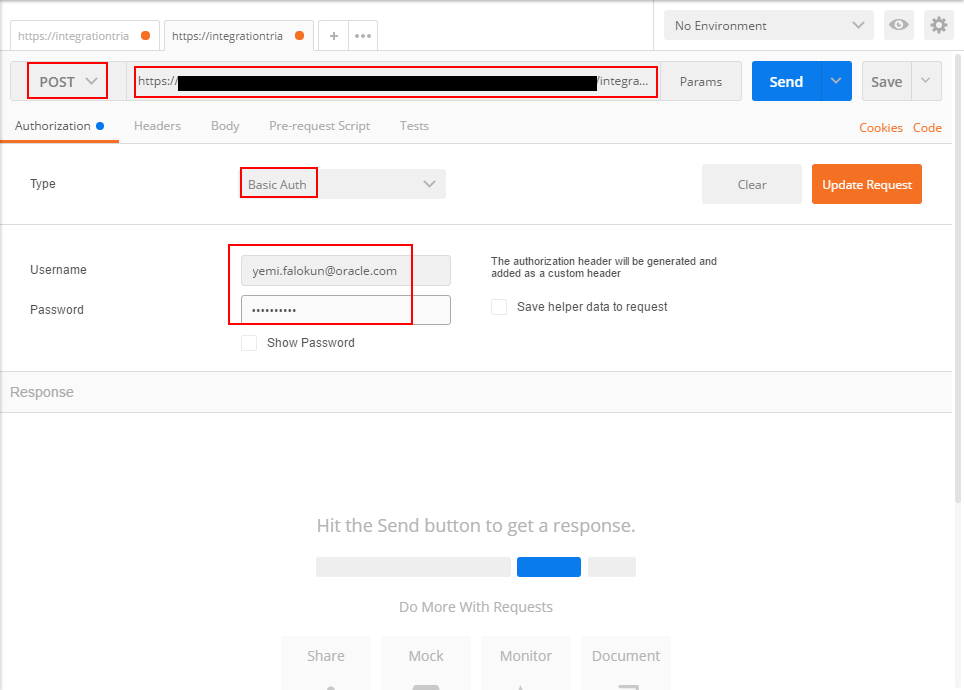 https://integrationtria https://integrationtria + ••• No Environment
POST https:// /integra... Params Send Save
Authorization Headers Body Pre-request Script Tests Cookies Code
Type Basic Auth Clear Update Request
Username yemi.falokun@oracle.com The authorization header will be generated and
added as a custom header
Password •••••••••• Save helper data to request
Show Password
Response
Hit the Send button to get a response.
Do More With Requests
Share Mock Monitor Document